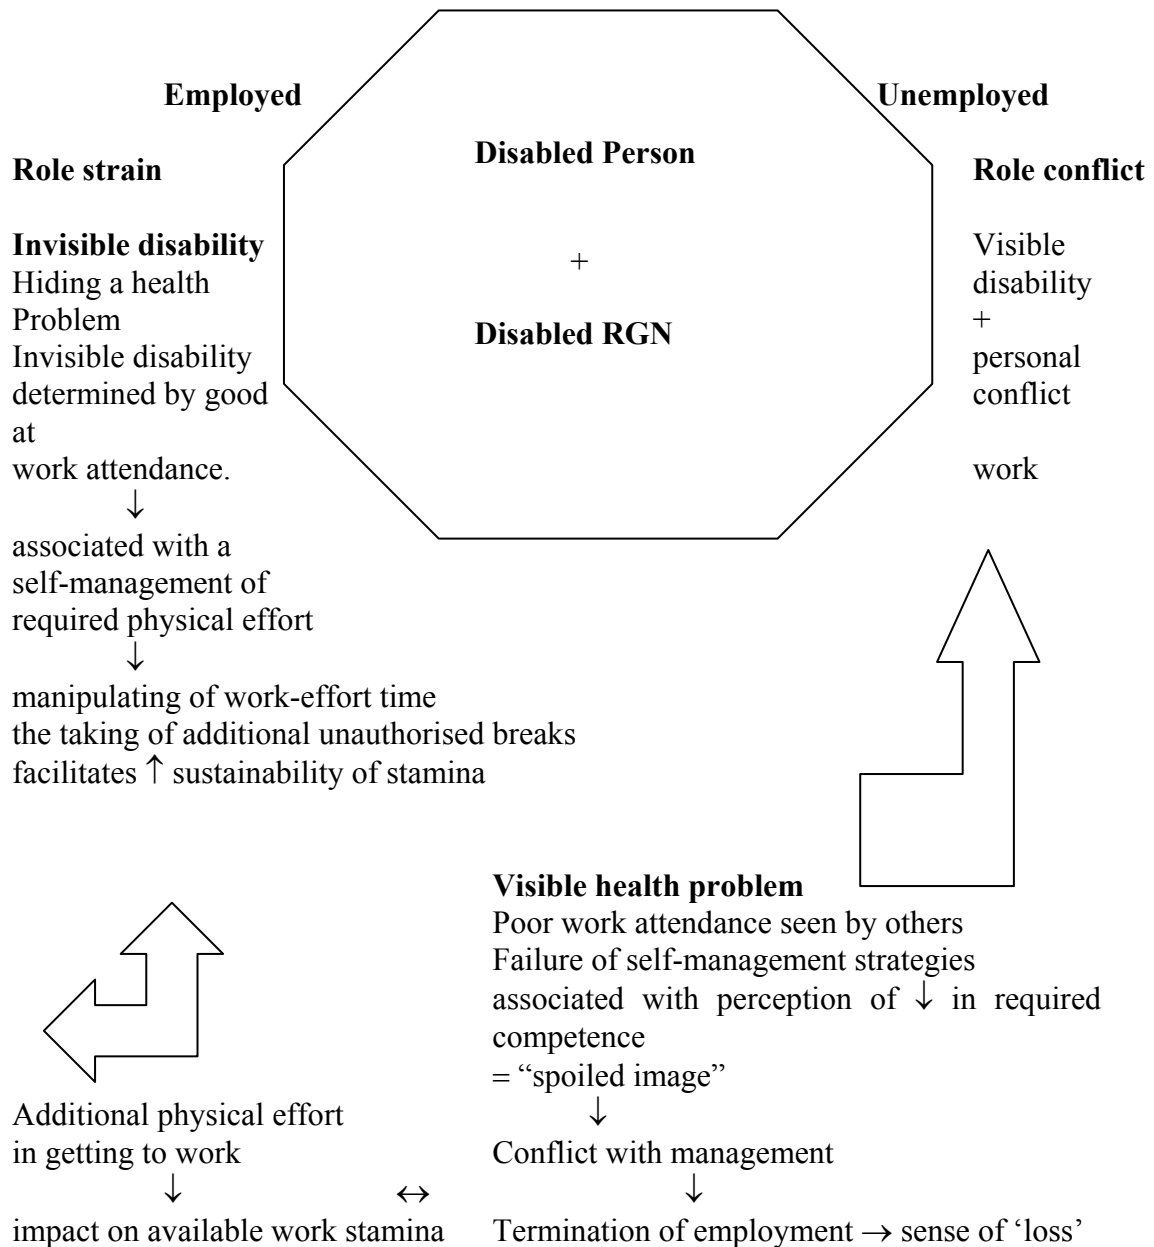 Employed
Unemployed
Disabled Person
+
Disabled RGN
Role strain
Invisible disability
Hiding a health
Problem
Invisible disability
determined by good
at
work attendance.
↓
associated with a
self-management of
required physical effort
↓
manipulating of work-effort time
the taking of additional unauthorised breaks
facilitates ↑ sustainability of stamina
Role conflict
Visible
disability
+
personal
conflict
work
Visible health problem
Poor work attendance seen by others
Failure of self-management strategies
associated with perception of ↓ in required
competence
= “spoiled image”
↓
Conflict with management
↓
Termination of employment → sense of ‘loss’
Additional physical effort
in getting to work
↓ ↔
impact on available work stamina